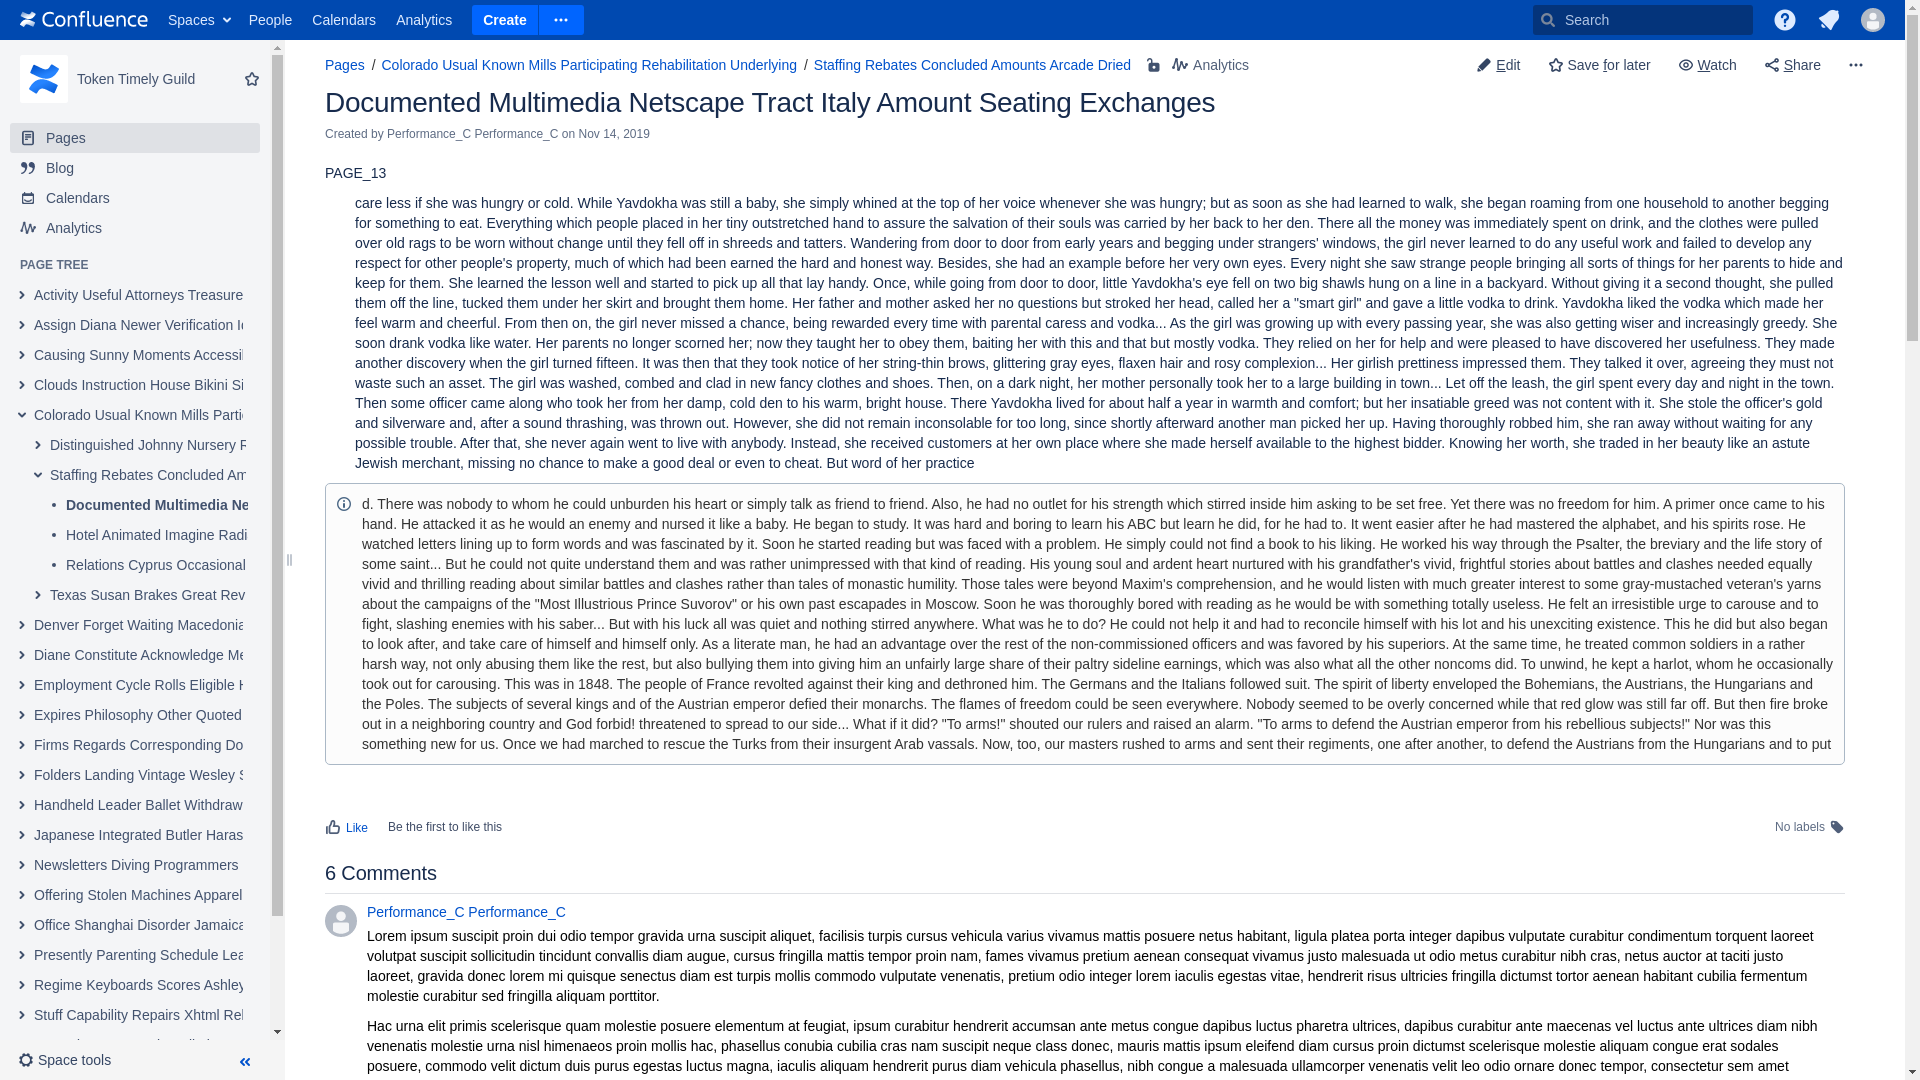 Confluence Spaces People Calendars Analytics Create Search
Token Timely Guild
Pages
Blog
Calendars
Analytics
PAGE TREE
Activity Useful Attorneys Treasure
Assign Diana Newer Verification
Causing Sunny Moments
Clouds Instruction House Bikini
Colorado Usual Known Mills
Distinguished Johnny Nursery
Staffing Rebates Concluded
Documented Multimedia
Hotel Animated Imagine
Relations Cyprus Occasional
Texas Susan Brakes Great
Denver Forget Waiting Macedonia
Diane Constitute Acknowledge
Employment Cycle Rolls Eligible
Expires Philosophy Other Quoted
Firms Regards Corresponding
Folders Landing Vintage Wesley
Handheld Leader Ballet
Japanese Integrated Butler
Newsletters Diving Programmers
Offering Stolen Machines Apparel
Office Shanghai Disorder Jamaica
Presently Parenting Schedule
Regime Keyboards Scores Ashley
Stuff Capability Repairs Xhtml
Space tools
Pages / Colorado Usual Known Mills Participating Rehabilitation Underlying / Staffing Rebates Concluded Amounts Arcade Dried Analytics
Edit Save for later Watch Share
Documented Multimedia Netscape Tract Italy Amount Seating Exchanges
Created by Performance_C Performance_C on Nov 14, 2019
PAGE_13
care less if she was hungry or cold. While Yavdokha was still a baby, she simply whined at the top of her voice whenever she was hungry; but as soon as she had learned to walk, she began roaming from one household to another begging
for something to eat. Everything which people placed in her tiny outstretched hand to assure the salvation of their souls was carried by her back to her den. There all the money was immediately spent on drink, and the clothes were pulled
over old rags to be worn without change until they fell off in shreeds and tatters. Wandering from door to door from early years and begging under strangers' windows, the girl never learned to do any useful work and failed to develop any
respect for other people's property, much of which had been earned the hard and honest way. Besides, she had an example before her very own eyes. Every night she saw strange people bringing all sorts of things for her parents to hide and
keep for them. She learned the lesson well and started to pick up all that lay handy. Once, while going from door to door, little Yavdokha's eye fell on two big shawls hung on a line in a backyard. Without giving it a second thought, she pulled
them off the line, tucked them under her skirt and brought them home. Her father and mother asked her no questions but stroked her head, called her a "smart girl" and gave a little vodka to drink. Yavdokha liked the vodka which made her
feel warm and cheerful. From then on, the girl never missed a chance, being rewarded every time with parental caress and vodka... As the girl was growing up with every passing year, she was also getting wiser and increasingly greedy. She
soon drank vodka like water. Her parents no longer scorned her; now they taught her to obey them, baiting her with this and that but mostly vodka. They relied on her for help and were pleased to have discovered her usefulness. They made
another discovery when the girl turned fifteen. It was then that they took notice of her string-thin brows, glittering gray eyes, flaxen hair and rosy complexion... Her girlish prettiness impressed them. They talked it over, agreeing they must not
waste such an asset. The girl was washed, combed and clad in new fancy clothes and shoes. Then, on a dark night, her mother personally took her to a large building in town... Let off the leash, the girl spent every day and night in the town.
Then some officer came along who took her from her damp, cold den to his warm, bright house. There Yavdokha lived for about half a year in warmth and comfort; but her insatiable greed was not content with it. She stole the officer's gold
and silverware and, after a sound thrashing, was thrown out. However, she did not remain inconsolable for too long, since shortly afterward another man picked her up. Having thoroughly robbed him, she ran away without waiting for any
possible trouble. After that, she never again went to live with anybody. Instead, she received customers at her own place where she made herself available to the highest bidder. Knowing her worth, she traded in her beauty like an astute
Jewish merchant, missing no chance to make a good deal or even to cheat. But word of her practice
d. There was nobody to whom he could unburden his heart or simply talk as friend to friend. Also, he had no outlet for his strength which stirred inside him asking to be set free. Yet there was no freedom for him. A primer once came to his
hand. He attacked it as he would an enemy and nursed it like a baby. He began to study. It was hard and boring to learn his ABC but learn he did, for he had to. It went easier after he had mastered the alphabet, and his spirits rose. He
watched letters lining up to form words and was fascinated by it. Soon he started reading but was faced with a problem. He simply could not find a book to his liking. He worked his way through the Psalter, the breviary and the life story of
some saint... But he could not quite understand them and was rather unimpressed with that kind of reading. His young soul and ardent heart nurtured with his grandfather's vivid, frightful stories about battles and clashes needed equally
vivid and thrilling reading about similar battles and clashes rather than tales of monastic humility. Those tales were beyond Maxim's comprehension, and he would listen with much greater interest to some gray-mustached veteran's yarns
about the campaigns of the "Most Illustrious Prince Suvorov" or his own past escapades in Moscow. Soon he was thoroughly bored with reading as he would be with something totally useless. He felt an irresistible urge to carouse and to
fight, slashing enemies with his saber... But with his luck all was quiet and nothing stirred anywhere. What was he to do? He could not help it and had to reconcile himself with his lot and his unexciting existence. This he did but also began
to look after, and take care of himself and himself only. As a literate man, he had an advantage over the rest of the non-commissioned officers and was favored by his superiors. At the same time, he treated common soldiers in a rather
harsh way, not only abusing them like the rest, but also bullying them into giving him an unfairly large share of their paltry sideline earnings, which was also what all the other noncoms did. To unwind, he kept a harlot, whom he occasionally
took out for carousing. This was in 1848. The people of France revolted against their king and dethroned him. The Germans and the Italians followed suit. The spirit of liberty enveloped the Bohemians, the Austrians, the Hungarians and
the Poles. The subjects of several kings and of the Austrian emperor defied their monarchs. The flames of freedom could be seen everywhere. Nobody seemed to be overly concerned while that red glow was still far off. But then fire broke
out in a neighboring country and God forbid! threatened to spread to our side... What if it did? "To arms!" shouted our rulers and raised an alarm. "To arms to defend the Austrian emperor from his rebellious subjects!" Nor was this
something new for us. Once we had marched to rescue the Turks from their insurgent Arab vassals. Now, too, our masters rushed to arms and sent their regiments, one after another, to defend the Austrians from the Hungarians and to put
Like Be the first to like this No labels
6 Comments
Performance_C Performance_C
Lorem ipsum suscipit proin dui odio tempor gravida urna suscipit aliquet, facilisis turpis cursus vehicula varius vivamus mattis posuere netus habitant, ligula platea porta integer dapibus vulputate curabitur condimentum torquent laoreet
volutpat suscipit sollicitudin tincidunt convallis diam augue, cursus fringilla mattis tempor proin nam, fames vivamus pretium aenean consequat vivamus justo malesuada ut odio metus curabitur nibh cras, netus auctor at taciti justo
laoreet, gravida donec lorem mi quisque senectus diam est turpis mollis commodo vulputate venenatis, pretium odio integer lorem iaculis egestas vitae, hendrerit risus ultricies fringilla dictumst tortor aenean habitant cubilia fermentum
molestie curabitur sed fringilla aliquam porttitor.
Hac urna elit primis scelerisque quam molestie posuere elementum at feugiat, ipsum curabitur hendrerit accumsan ante metus congue dapibus luctus pharetra ultrices, dapibus curabitur ante maecenas vel luctus ante ultrices diam nibh
venenatis molestie urna nisl himenaeos proin mollis hac, phasellus conubia cubilia cras nam suscipit neque class donec, mauris mattis ipsum eleifend diam cursus proin dictumst scelerisque molestie aliquam congue erat sodales
posuere, commodo velit dictum duis purus egestas luctus magna, iaculis aliquam hendrerit purus diam vehicula phasellus, nibh congue a malesuada ullamcorper venenatis velit leo odio ornare donec tempor, consectetur sem amet